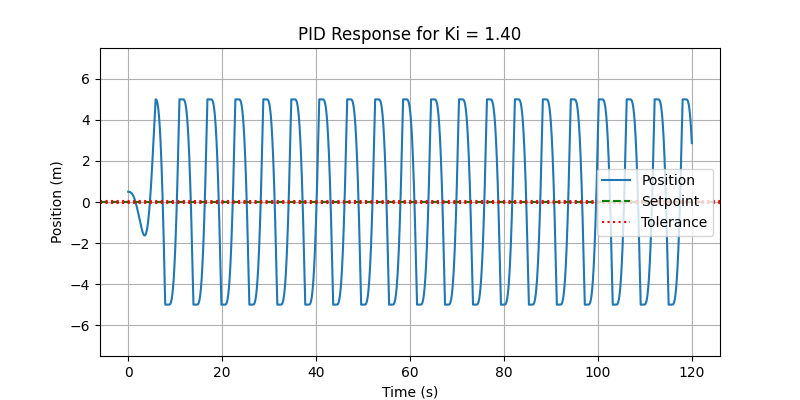 PID Response for Ki = 1.40
Position (m)
6
4
2
0
−2
−4
−6
Position
Setpoint
Tolerance
0 20 40 60 80 100 120
Time (s)